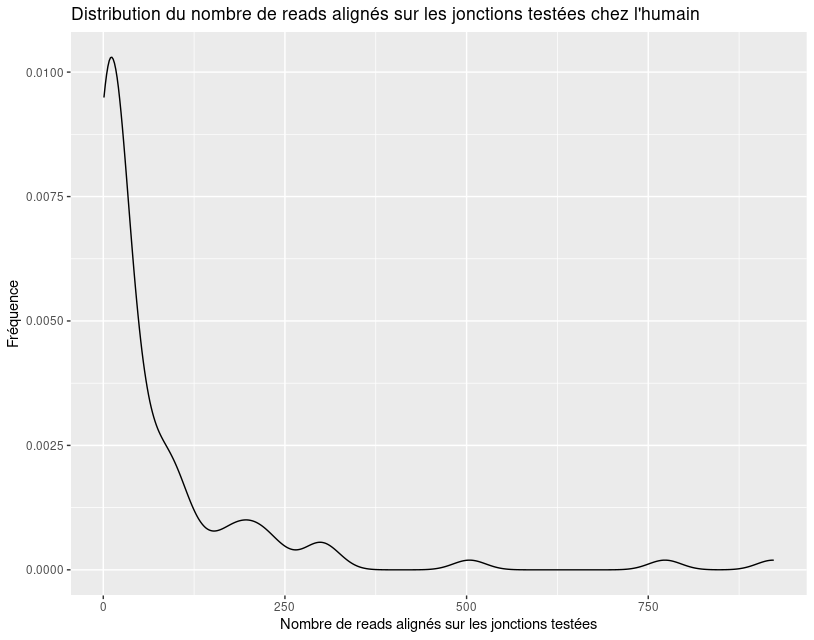 Distribution du nombre de reads alignés sur les jonctions testées chez l'humain
Fréquence
0.0100
0.0075
0.0050
0.0025
0.0000
0 250 500 750
Nombre de reads alignés sur les jonctions testées